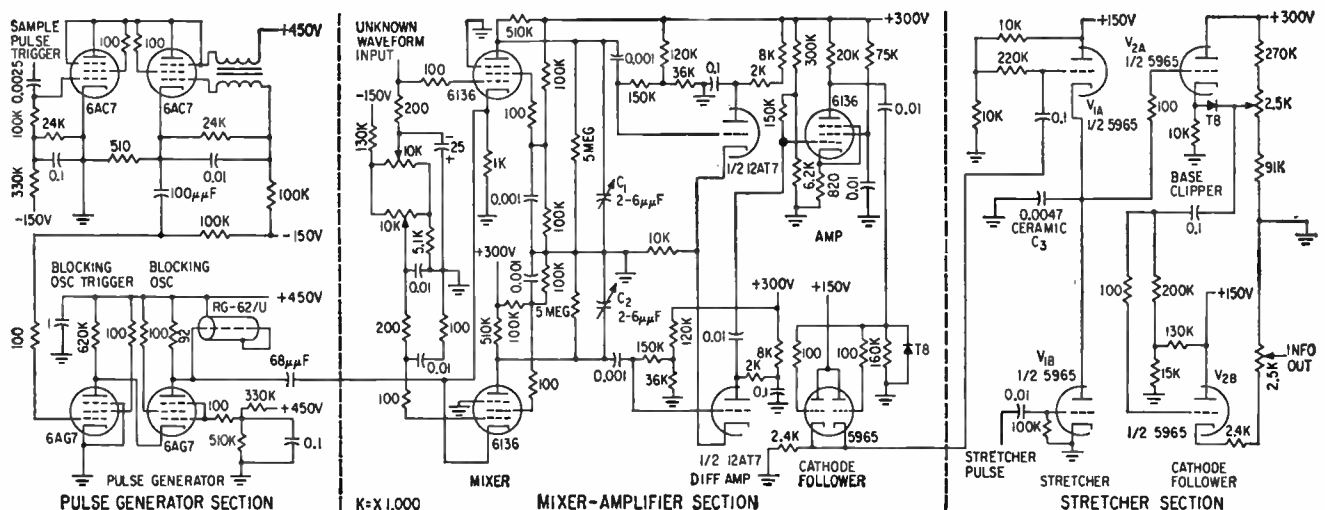 SAMPLE
PULSE
TRIGGER
0.0025
100K
24K
0.1
330K
-150V
100
100
6AC7
6AC7
510
24K
0.01
100μμF
100K
100K
+450V
-150V
BLOCKING
OSC TRIGGER
BLOCKING
OSC
RG-62/U
+450V
100
1
620K
100
100
92
68μμF
6AG7
6AG7
100
330K
+450V
510K
0.1
PULSE GENERATOR
PULSE GENERATOR SECTION
UNKNOWN
WAVEFORM
INPUT
-150V
130K
100
200
10K
25
- +
10K
5.1K
0.01
200
100
0.01
100
6136
510K
1K
100
100K
0.001
100K
+300V
0.001
100K
510K
100K
5 MEG
5 MEG
C1
2-6μμF
C2
2-6μμF
100
6136
MIXER
+300V
0.001
120K
150K
36K
0.1
2K
8K
300K
20K
75K
150K
6136
0.01
1/2 12AT7
6.2K
820
0.01
AMP
10K
+300V
+150V
120K
0.01
150K
0.001
36K
8K
2K
0.1
100
100
160K
T8
2.4K
5965
1/2 12AT7
DIFF AMP
CATHODE
FOLLOWER
K=X 1,000
MIXER-AMPLIFIER SECTION
10K
220K
10K
+150V
V1A
1/2 5965
0.1
0.0047
CERAMIC
C3
V2A
1/2 5965
100
10K
T8
BASE
CLIPPER
+300V
270K
2.5K
91K
0.1
100
200K
+150V
130K
15K
V1B
1/2 5965
0.01
100K
STRETCHER
PULSE
STRETCHER
V2B
1/2 5965
2.4K
INFO
OUT
2.5K
CATHODE
FOLLOWER
STRETCHER SECTION